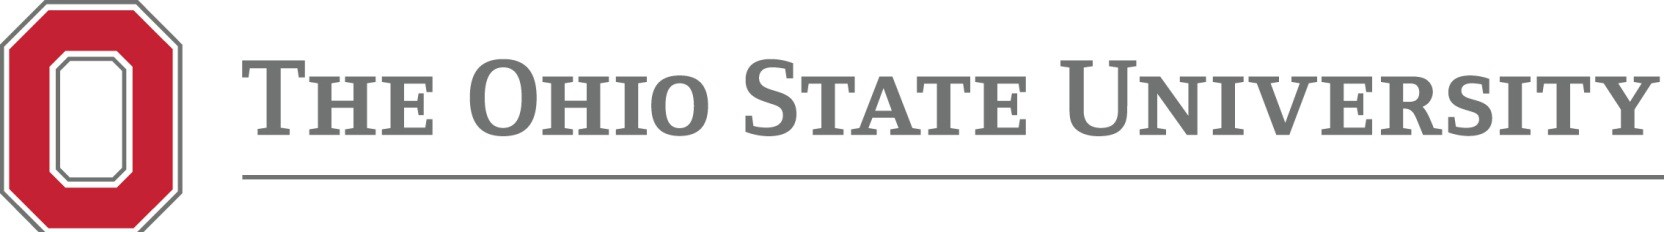 THE OHIO STATE UNIVERSITY